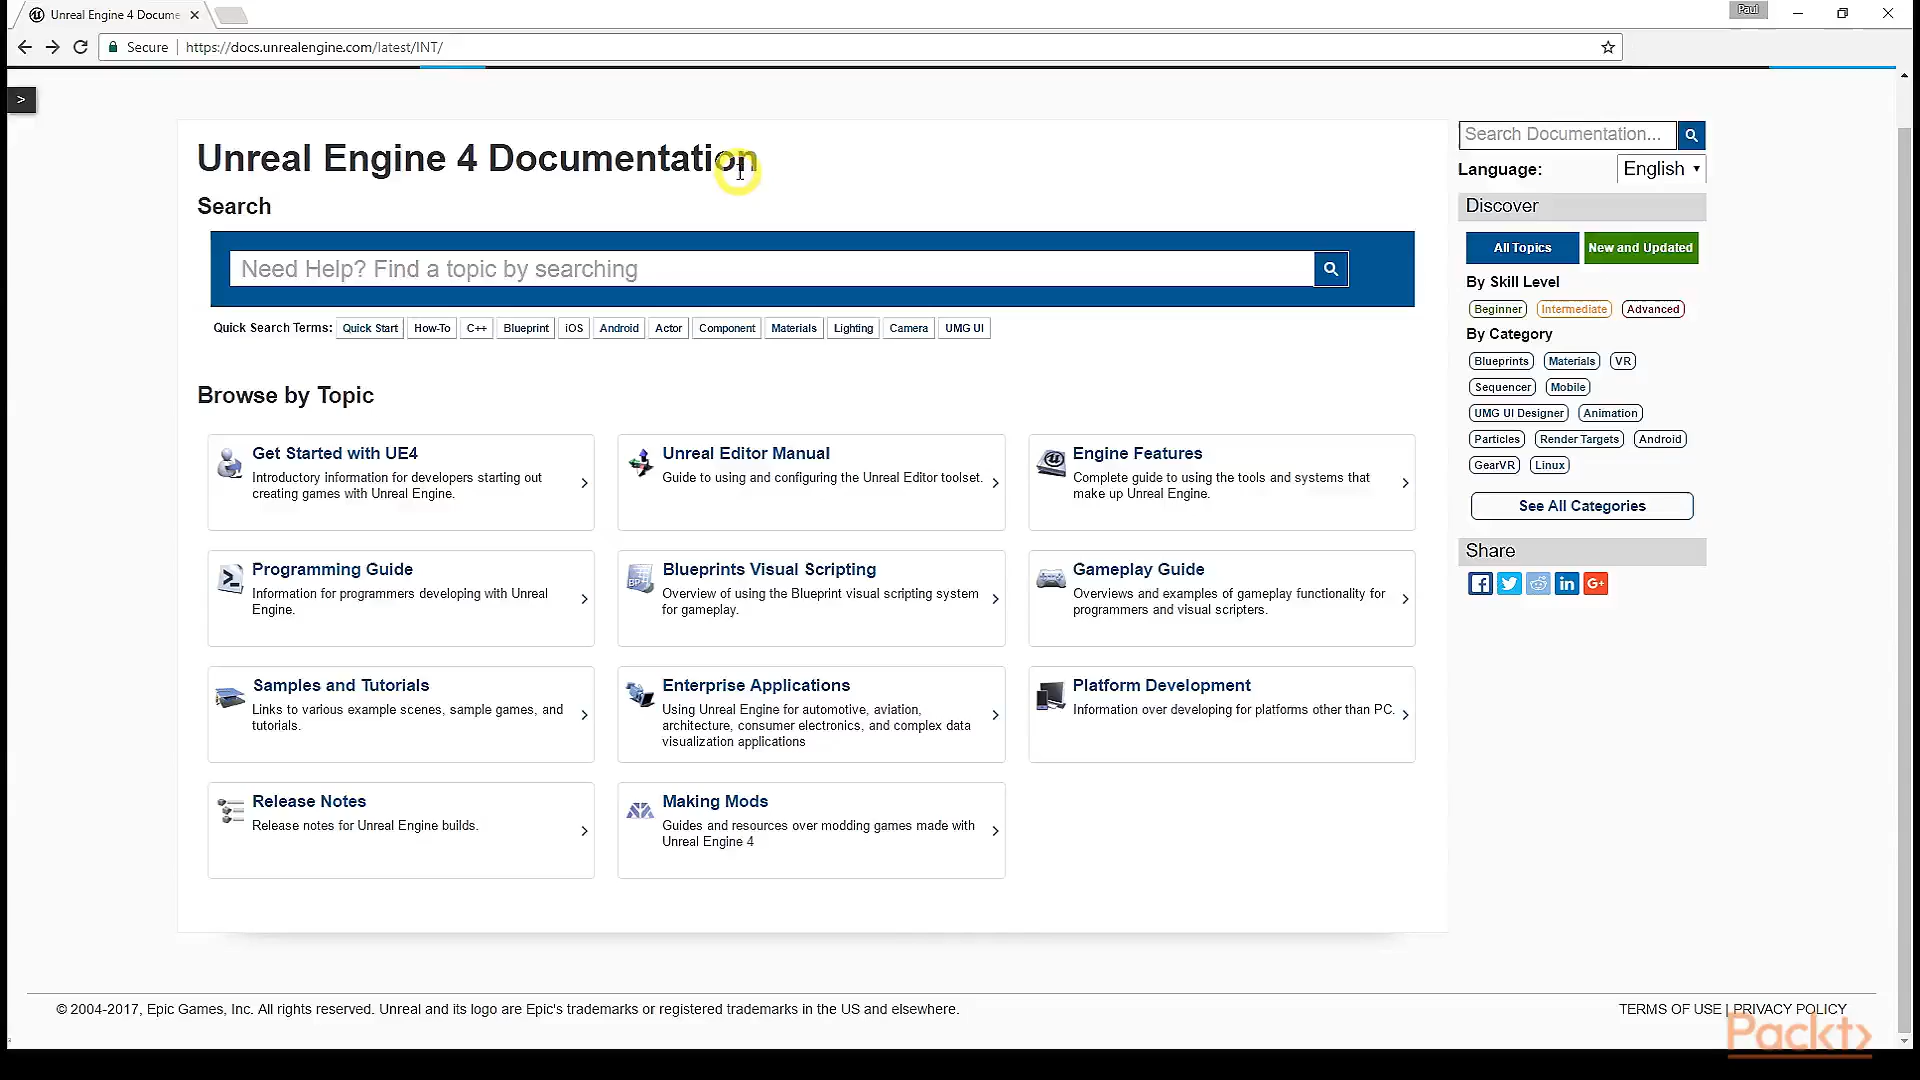 Unreal Engine 4 Docume
Paul
Secure
https://docs.unrealengine.com/latest/INT/
>
Unreal Engine 4 Documentation
Search
Need Help? Find a topic by searching
Quick Search Terms: Quick Start How-To C++ Blueprint iOS Android Actor Component Materials Lighting Camera UMG UI
Browse by Topic
Get Started with UE4
Introductory information for developers starting out
creating games with Unreal Engine.
Unreal Editor Manual
Guide to using and configuring the Unreal Editor toolset.
Engine Features
Complete guide to using the tools and systems that
make up Unreal Engine.
Programming Guide
Information for programmers developing with Unreal
Engine.
Blueprints Visual Scripting
Overview of using the Blueprint visual scripting system
for gameplay.
Gameplay Guide
Overviews and examples of gameplay functionality for
programmers and visual scripters.
Samples and Tutorials
Links to various example scenes, sample games, and
tutorials.
Enterprise Applications
Using Unreal Engine for automotive, aviation,
architecture, consumer electronics, and complex data
visualization applications
Platform Development
Information over developing for platforms other than PC.
Release Notes
Release notes for Unreal Engine builds.
Making Mods
Guides and resources over modding games made with
Unreal Engine 4
Search Documentation...
Language: English
Discover
All Topics New and Updated
By Skill Level
Beginner Intermediate Advanced
By Category
Blueprints Materials VR
Sequencer Mobile
UMG UI Designer Animation
Particles Render Targets Android
GearVR Linux
See All Categories
Share
© 2004-2017, Epic Games, Inc. All rights reserved. Unreal and its logo are Epic's trademarks or registered trademarks in the US and elsewhere.
TERMS OF USE | PRIVACY POLICY
Packt>